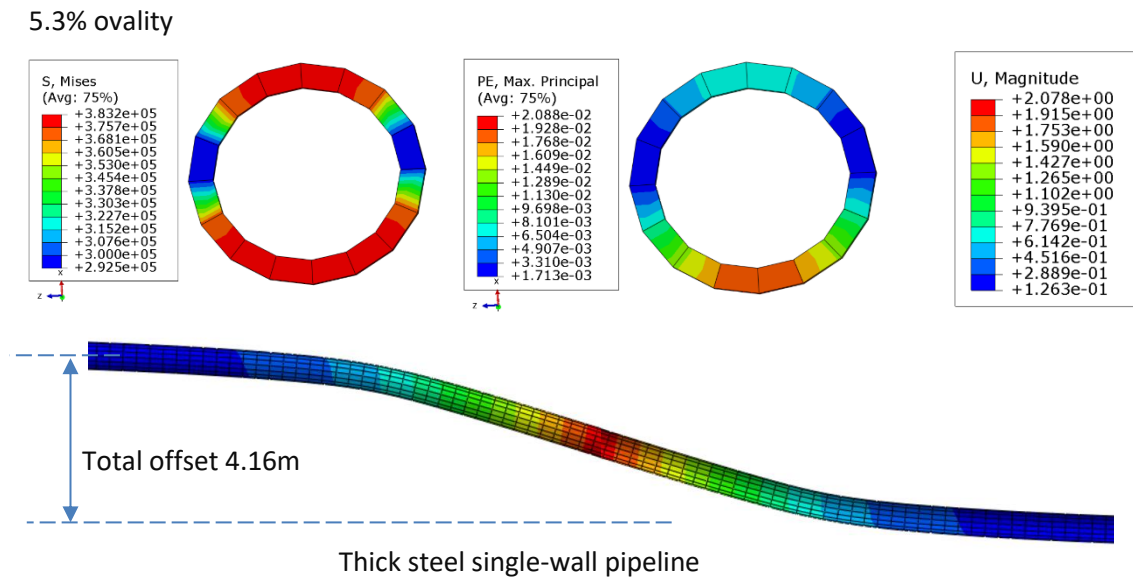 5.3% ovality
S, Mises
(Avg: 75%)
+3.832e+05
+3.757e+05
+3.681e+05
+3.605e+05
+3.530e+05
+3.454e+05
+3.378e+05
+3.303e+05
+3.227e+05
+3.152e+05
+3.076e+05
+3.000e+05
+2.925e+05
x
z
PE, Max. Principal
(Avg: 75%)
+2.088e-02
+1.928e-02
+1.768e-02
+1.609e-02
+1.449e-02
+1.289e-02
+1.130e-02
+9.698e-03
+8.101e-03
+6.504e-03
+4.907e-03
+3.310e-03
+1.713e-03
x
z
U, Magnitude
+2.078e+00
+1.915e+00
+1.753e+00
+1.590e+00
+1.427e+00
+1.265e+00
+1.102e+00
+9.395e-01
+7.769e-01
+6.142e-01
+4.516e-01
+2.889e-01
+1.263e-01
Total offset 4.16m
Thick steel single-wall pipeline